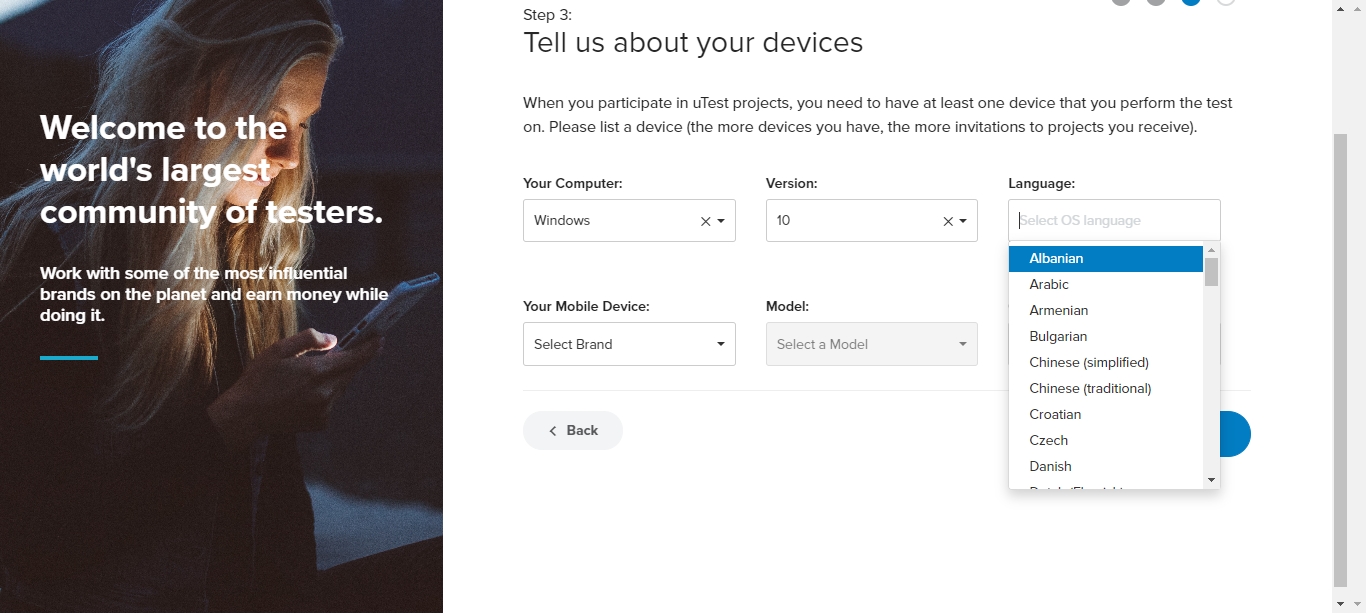 Welcome to the
world's largest
community of testers.
Work with some of the most influential
brands on the planet and earn money while
doing it.
Step 3:
Tell us about your devices
When you participate in uTest projects, you need to have at least one device that you perform the test
on. Please list a device (the more devices you have, the more invitations to projects you receive).
Your Computer:
Windows
Version:
10
Language:
Select OS language
Albanian
Arabic
Armenian
Bulgarian
Chinese (simplified)
Chinese (traditional)
Croatian
Czech
Danish
Your Mobile Device:
Select Brand
Model:
Select a Model
Back